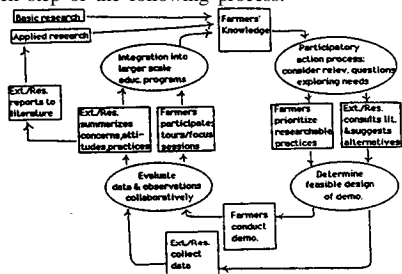 step of the following process.
Basic research
Applied research
Farmers'
Knowledge
Integration into
larger scale
educ. programs
Participatory
action process:
consider relev. questions
exploring needs
Ext./Res.
reports to
literature
Ext./Res.
summarizes
concerns,atti-
tudes,practices
Farmers
participate;
tours/focus
sessions
Farmers
prioritize
researchable
practices
Ext./Res.
consults lit.
&suggests
alternatives
Evaluate
data & observations
collaboratively
Determine
feasible design
of demo.
Farmers
conduct
demo.
Ext/Res.
collect
data